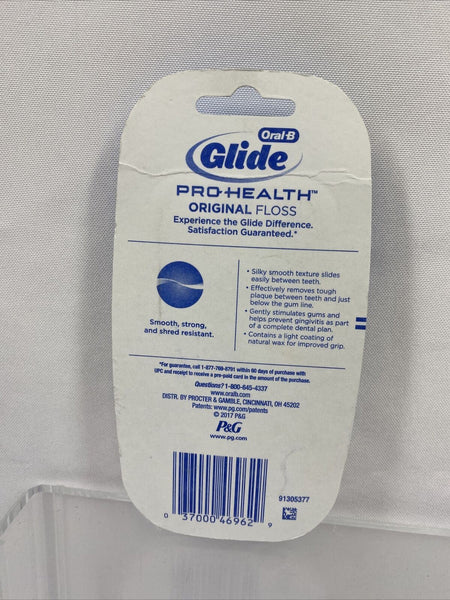 Oral-B
Glide
PRO-HEALTH™
ORIGINAL FLOSS
Experience the Glide Difference.
Satisfaction Guaranteed.*
Smooth, strong,
and shred resistant.
• Silky smooth texture slides
easily between teeth.
• Effectively removes tough
plaque between teeth and just
below the gum line.
• Gently stimulates gums and
helps prevent gingivitis as part
of a complete dental plan.
• Contains a light coating of
natural wax for improved grip.
*For guarantee, call 1-877-769-8791 within 60 days of purchase with
UPC and receipt to receive a pre-paid card in the amount of the purchase.
Questions? 1-800-645-4337
www.oralb.com
DISTR. BY PROCTER & GAMBLE, CINCINNATI, OH 45202
Patents: www.pg.com/patents
© 2017 P&G
P&G
www.pg.com
91305377
0 37000 46962 9